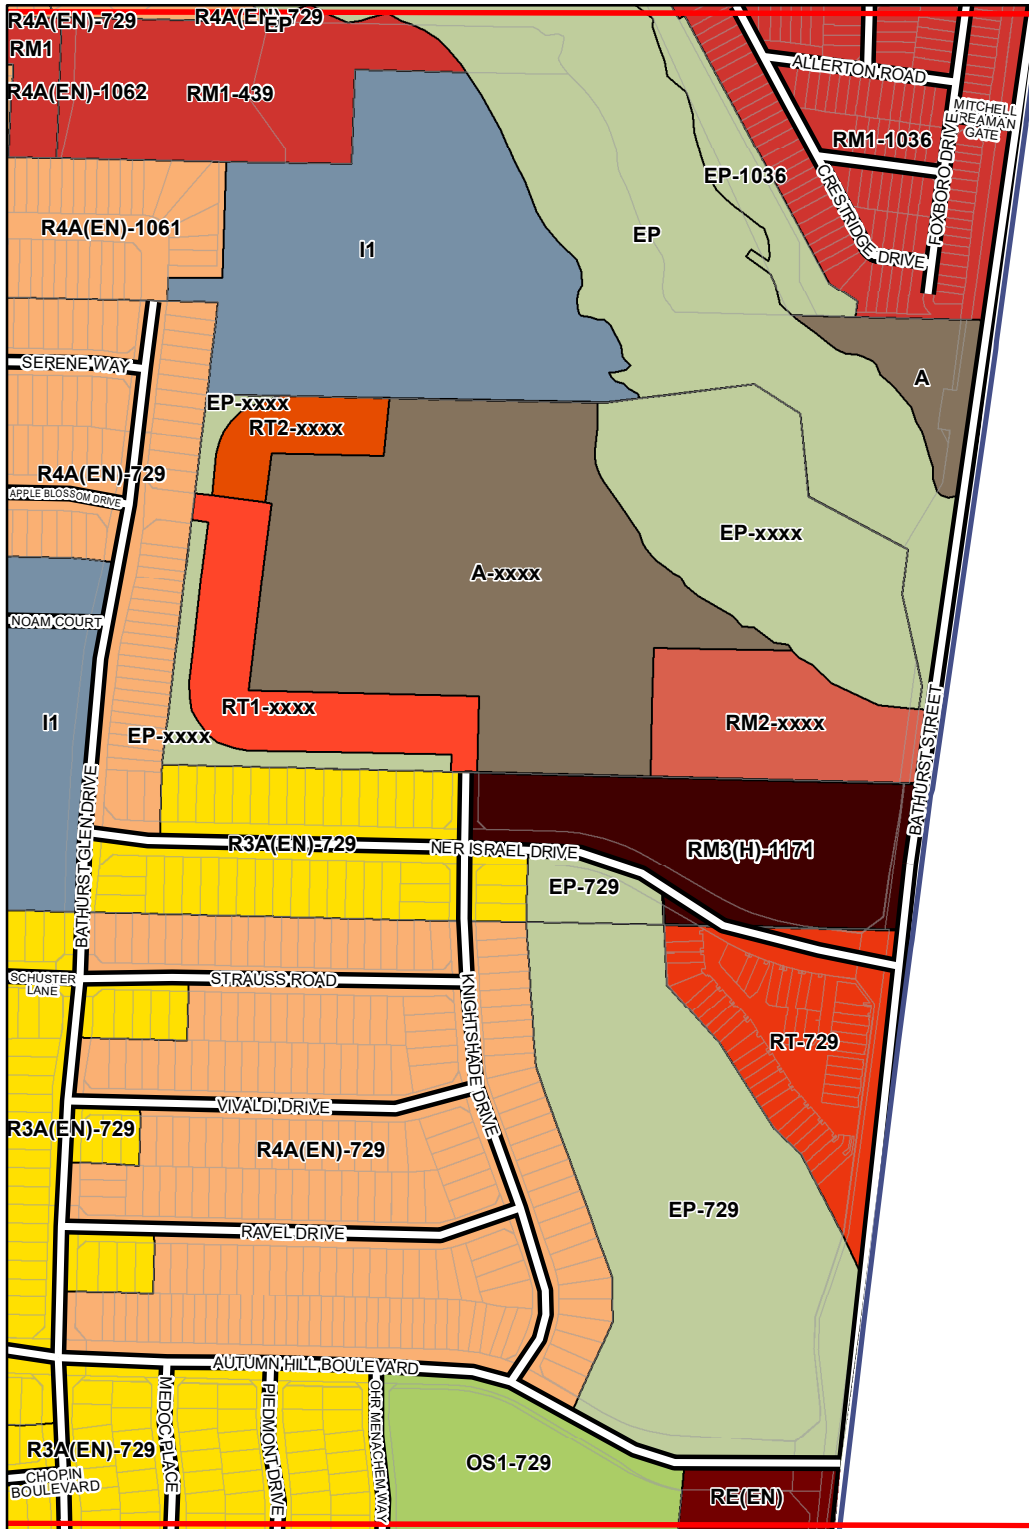 R4A(EN)-729
R4A(EN)-729
EP
RM1
R4A(EN)-1062
RM1-439
ALLERTON ROAD
MITCHELL
REAMAN
GATE
RM1-1036
FOXBORO DRIVE
CRESTRIDGE DRIVE
EP-1036
R4A(EN)-1061
I1
EP
SERENE WAY
A
EP-xxxx
RT2-xxxx
R4A(EN)-729
APPLE BLOSSOM DRIVE
EP-xxxx
A-xxxx
NOAM COURT
RT1-xxxx
I1
EP-xxxx
RM2-xxxx
BATHURST STREET
BATHURST GLEN DRIVE
R3A(EN)-729
NER ISRAEL DRIVE
RM3(H)-1171
EP-729
SCHUSTER
LANE
STRAUSS ROAD
KNIGHTSHADE DRIVE
RT-729
VIVALDI DRIVE
R3A(EN)-729
R4A(EN)-729
EP-729
RAVEL DRIVE
AUTUMN HILL BOULEVARD
MEDOC PLACE
PIEDMONT DRIVE
OHR MENACHEM WAY
R3A(EN)-729
OS1-729
CHOPIN
BOULEVARD
RE(EN)